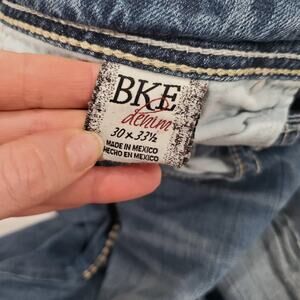 BKE
denim
30 x 33½
MADE IN MEXICO
HECHO EN MEXICO